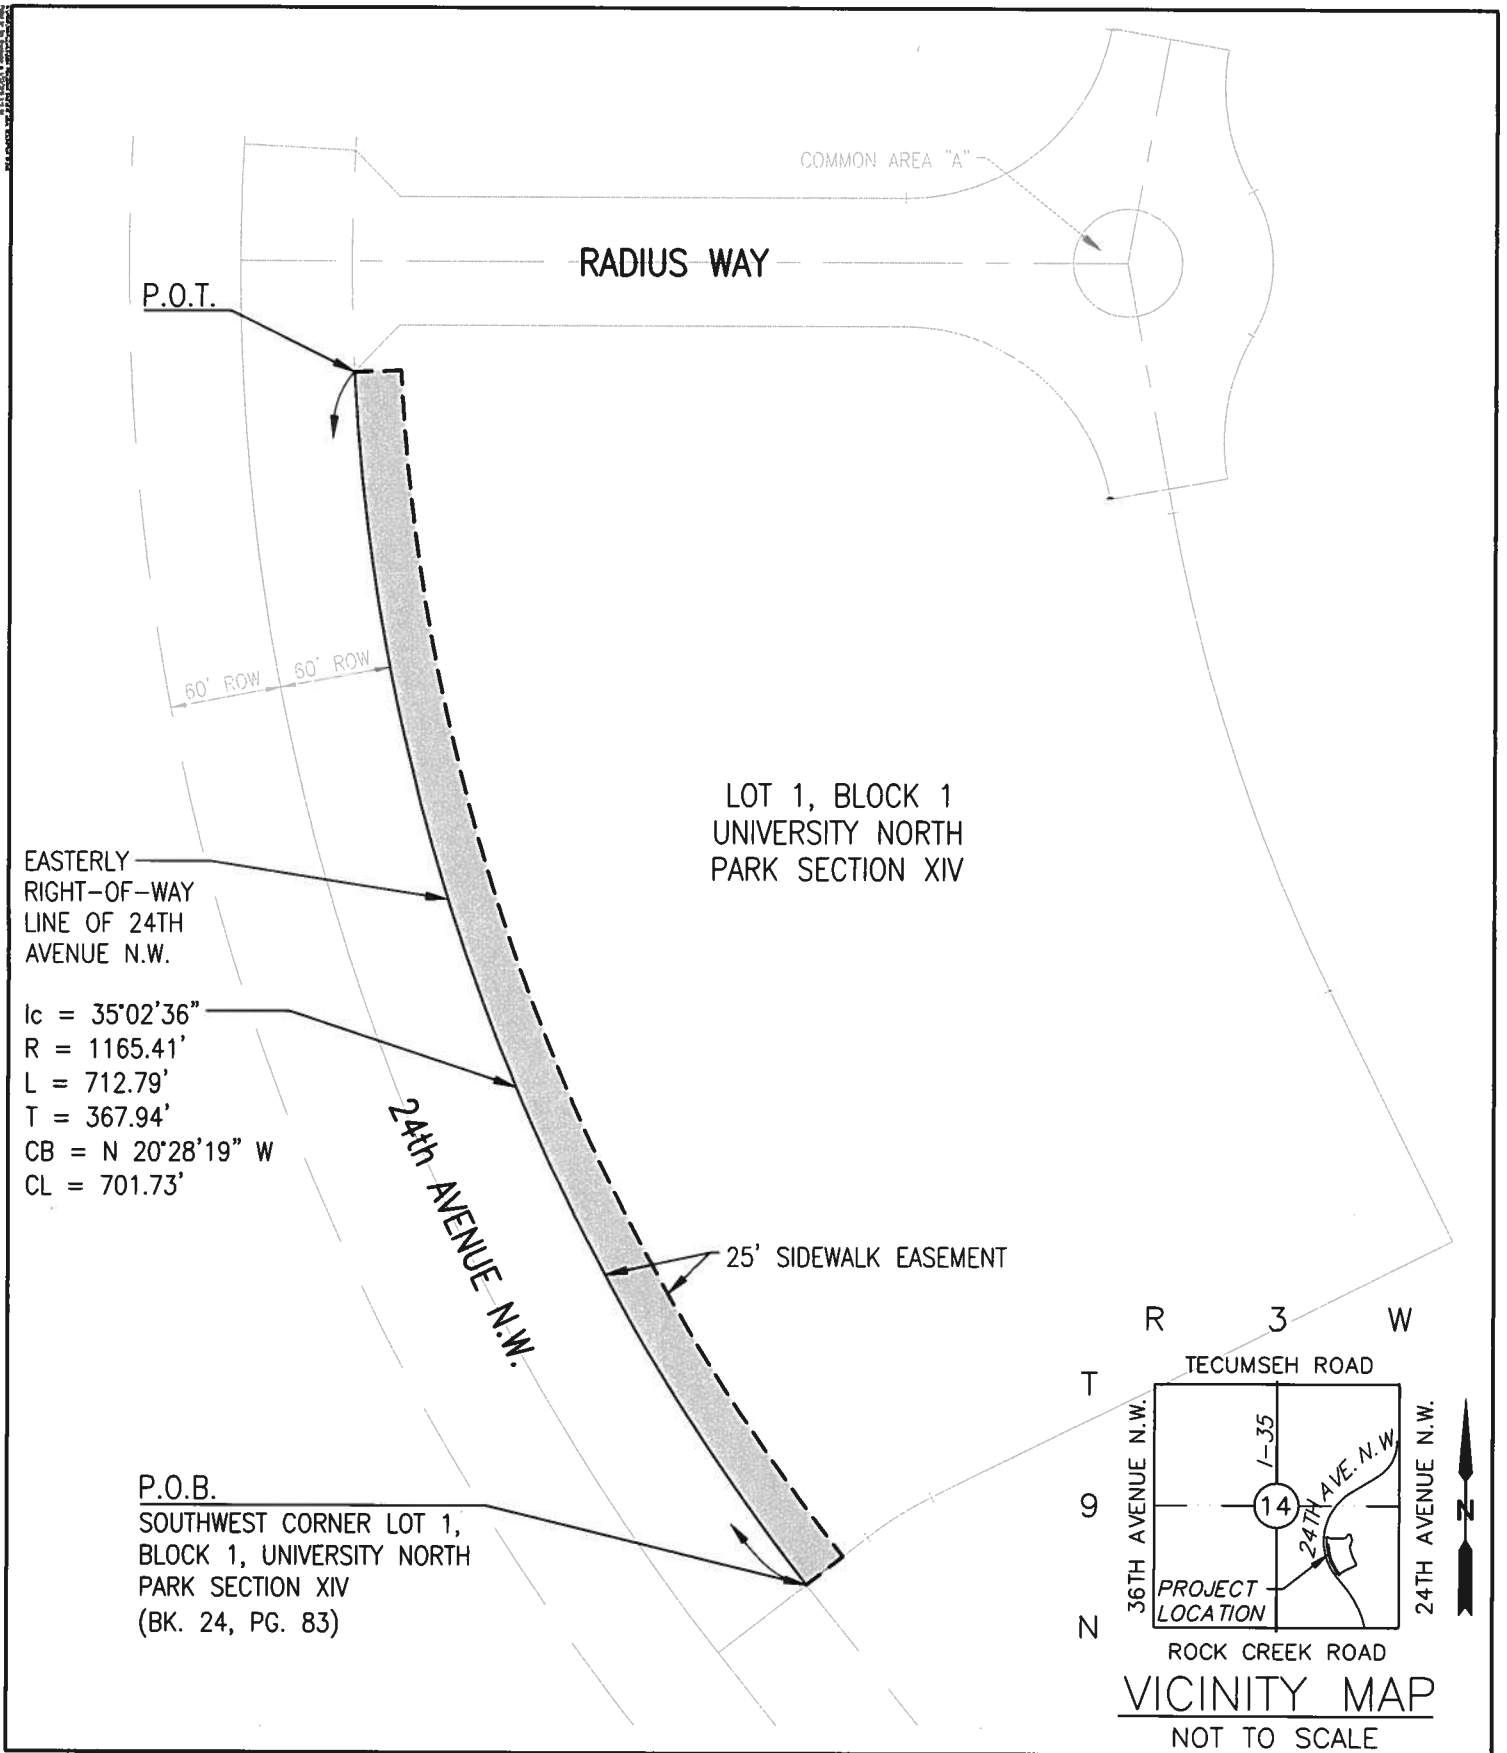 COMMON AREA "A"
RADIUS WAY
P.O.T.
60' ROW
60' ROW
LOT 1, BLOCK 1
UNIVERSITY NORTH
PARK SECTION XIV
EASTERLY
RIGHT-OF-WAY
LINE OF 24TH
AVENUE N.W.
Ic = 35°02'36"
R = 1165.41'
L = 712.79'
T = 367.94'
CB = N 20°28'19" W
CL = 701.73'
24th AVENUE N.W.
25' SIDEWALK EASEMENT
P.O.B.
SOUTHWEST CORNER LOT 1,
BLOCK 1, UNIVERSITY NORTH
PARK SECTION XIV
(BK. 24, PG. 83)
R 3 W
TECUMSEH ROAD
T
9
N
36TH AVENUE N.W.
I-35
14
24TH AVE. N.W.
24TH AVENUE N.W.
N
PROJECT
LOCATION
ROCK CREEK ROAD
VICINITY MAP
NOT TO SCALE